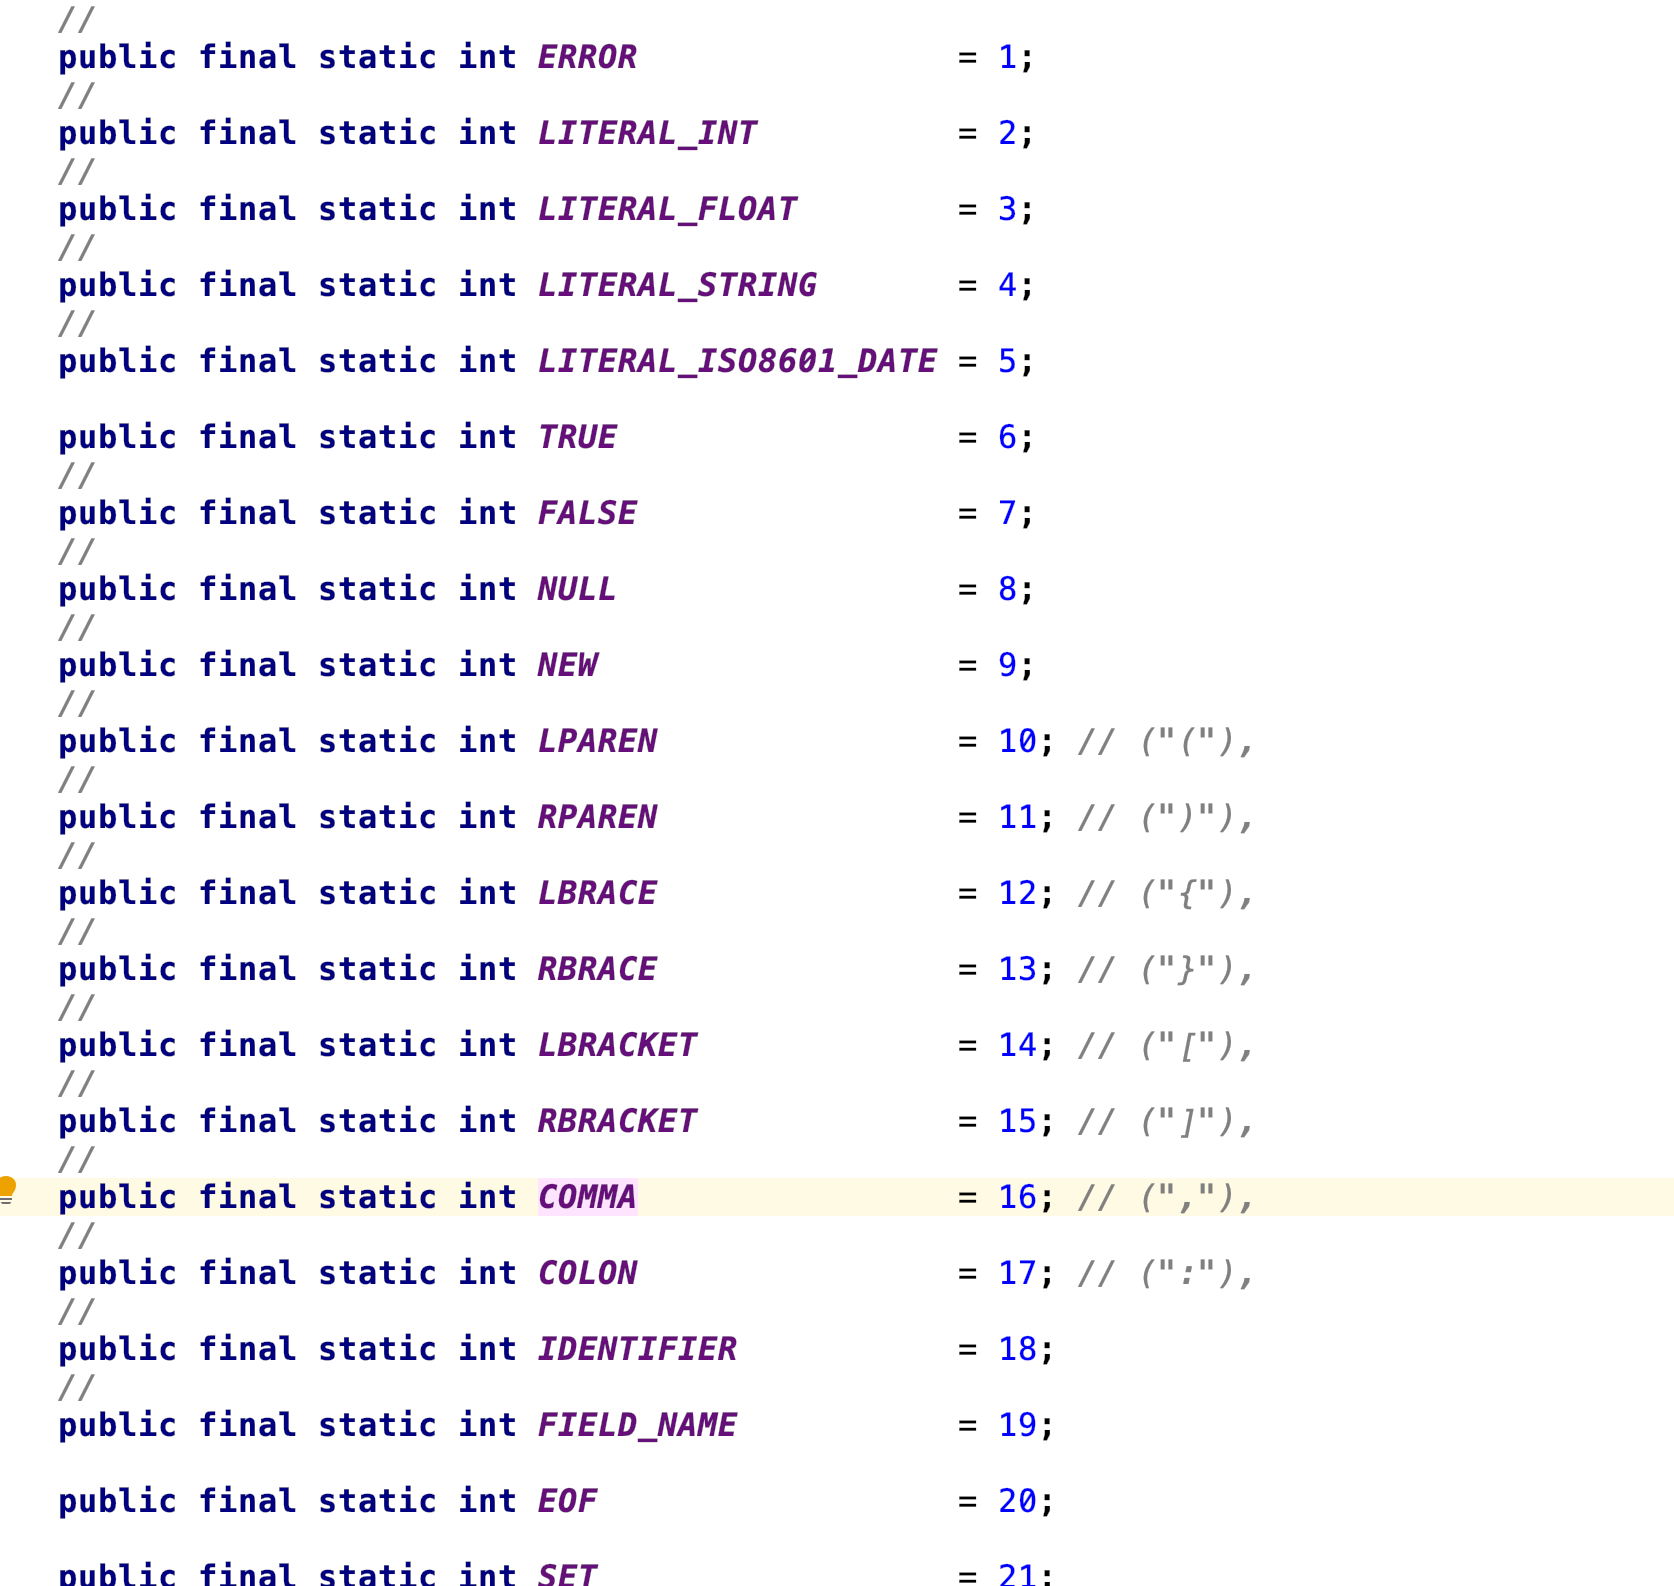 //
public final static int ERROR                = 1;
//
public final static int LITERAL_INT          = 2;
//
public final static int LITERAL_FLOAT        = 3;
//
public final static int LITERAL_STRING       = 4;
//
public final static int LITERAL_ISO8601_DATE = 5;

public final static int TRUE                 = 6;
//
public final static int FALSE                = 7;
//
public final static int NULL                 = 8;
//
public final static int NEW                  = 9;
//
public final static int LPAREN               = 10; // ("("),
//
public final static int RPAREN               = 11; // (")"),
//
public final static int LBRACE               = 12; // ("{"),
//
public final static int RBRACE               = 13; // ("}"),
//
public final static int LBRACKET             = 14; // ("["),
//
public final static int RBRACKET             = 15; // ("]"),
//
public final static int COMMA                = 16; // (","),
//
public final static int COLON                = 17; // (":"),
//
public final static int IDENTIFIER           = 18;
//
public final static int FIELD_NAME           = 19;

public final static int EOF                  = 20;

public final static int SET                  = 21;